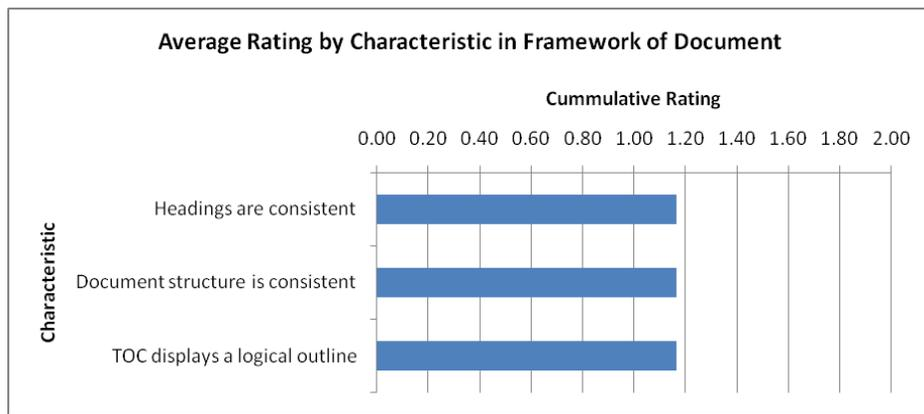 Average Rating by Characteristic in Framework of Document
Cummulative Rating
0.00 0.20 0.40 0.60 0.80 1.00 1.20 1.40 1.60 1.80 2.00
Characteristic
Headings are consistent
Document structure is consistent
TOC displays a logical outline